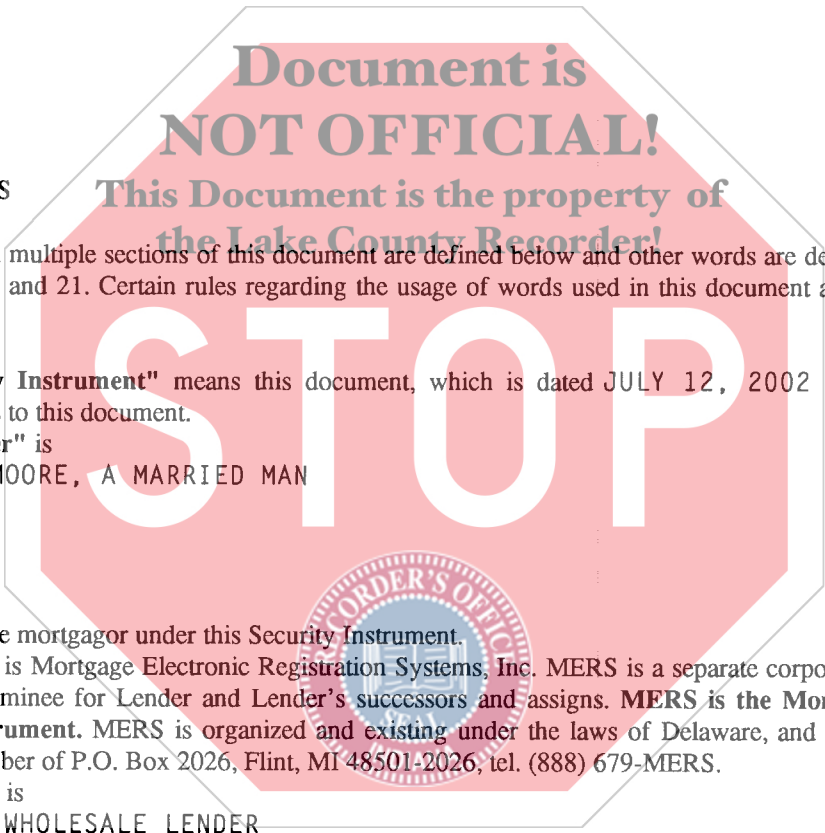 Document is
NOT OFFICIAL!
This Document is the property of
the Lake County Recorder!
S
multiple sections of this document are defined below and other words are de
and 21. Certain rules regarding the usage of words used in this document a
STOP
y Instrument" means this document, which is dated JULY 12, 2002
to this document.
er" is
MOORE, A MARRIED MAN
RECORDER'S OFFICE
SEAL
e mortgagor under this Security Instrument.
is Mortgage Electronic Registration Systems, Inc. MERS is a separate corpo
minee for Lender and Lender's successors and assigns. MERS is the Mor
rument. MERS is organized and existing under the laws of Delaware, and
ber of P.O. Box 2026, Flint, MI 48501-2026, tel. (888) 679-MERS.
is
WHOLESALE LENDER